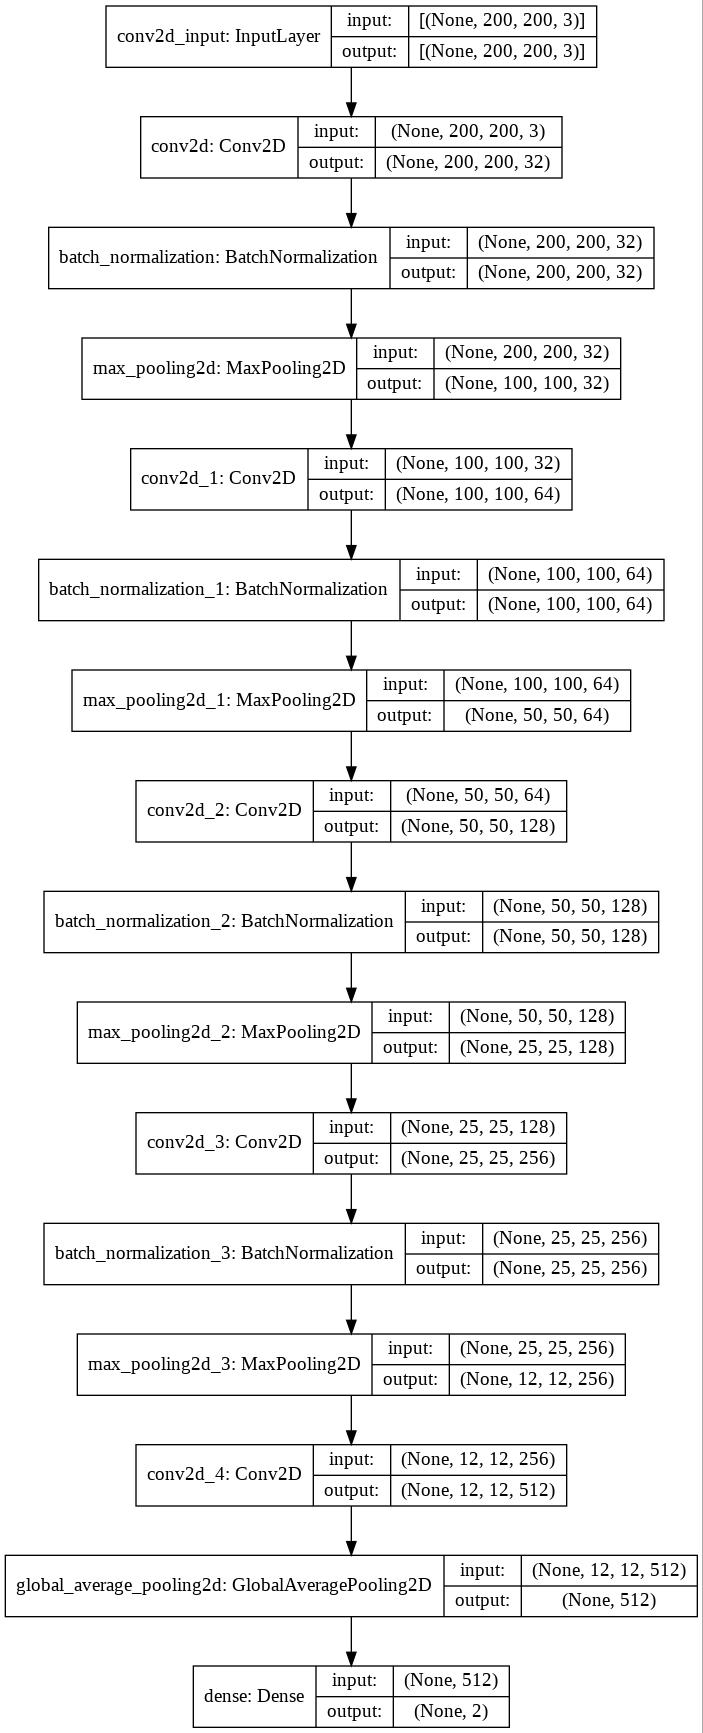 conv2d_input: InputLayer
input: [(None, 200, 200, 3)]
output: [(None, 200, 200, 3)]
conv2d: Conv2D
input: (None, 200, 200, 3)
output: (None, 200, 200, 32)
batch_normalization: BatchNormalization
input: (None, 200, 200, 32)
output: (None, 200, 200, 32)
max_pooling2d: MaxPooling2D
input: (None, 200, 200, 32)
output: (None, 100, 100, 32)
conv2d_1: Conv2D
input: (None, 100, 100, 32)
output: (None, 100, 100, 64)
batch_normalization_1: BatchNormalization
input: (None, 100, 100, 64)
output: (None, 100, 100, 64)
max_pooling2d_1: MaxPooling2D
input: (None, 100, 100, 64)
output: (None, 50, 50, 64)
conv2d_2: Conv2D
input: (None, 50, 50, 64)
output: (None, 50, 50, 128)
batch_normalization_2: BatchNormalization
input: (None, 50, 50, 128)
output: (None, 50, 50, 128)
max_pooling2d_2: MaxPooling2D
input: (None, 50, 50, 128)
output: (None, 25, 25, 128)
conv2d_3: Conv2D
input: (None, 25, 25, 128)
output: (None, 25, 25, 256)
batch_normalization_3: BatchNormalization
input: (None, 25, 25, 256)
output: (None, 25, 25, 256)
max_pooling2d_3: MaxPooling2D
input: (None, 25, 25, 256)
output: (None, 12, 12, 256)
conv2d_4: Conv2D
input: (None, 12, 12, 256)
output: (None, 12, 12, 512)
global_average_pooling2d: GlobalAveragePooling2D
input: (None, 12, 12, 512)
output: (None, 512)
dense: Dense
input: (None, 512)
output: (None, 2)